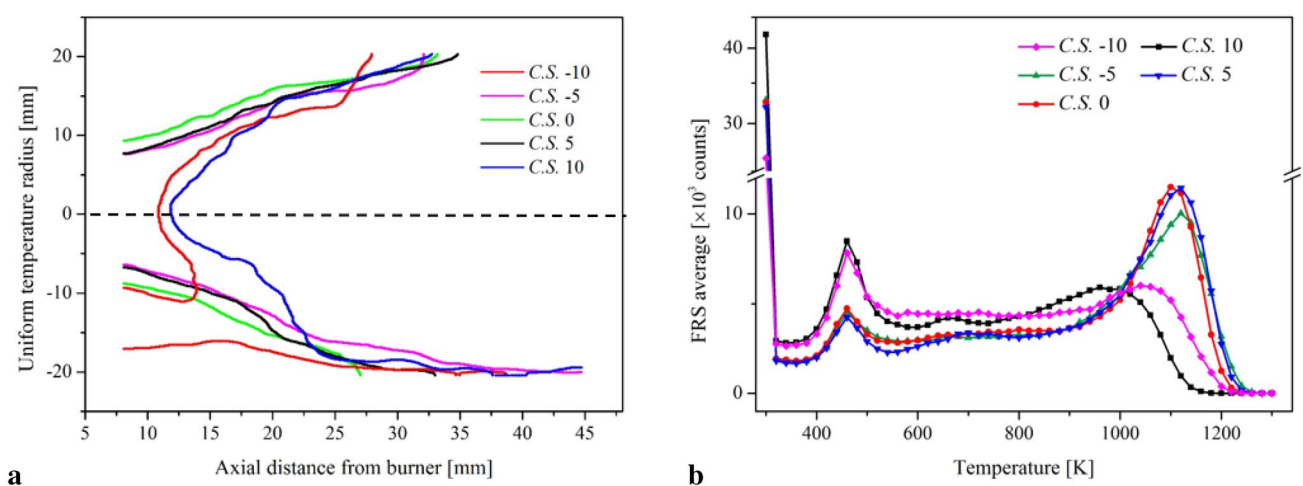 Uniform temperature radius [mm]
20
10
0
-10
-20
C.S. -10
C.S. -5
C.S. 0
C.S. 5
C.S. 10
5 10 15 20 25 30 35 40 45
Axial distance from burner [mm]
a
FRS average [×10³ counts]
40
30
10
5
0
C.S. -10 C.S. 10
C.S. -5 C.S. 5
C.S. 0
400 600 800 1000 1200
Temperature [K]
b